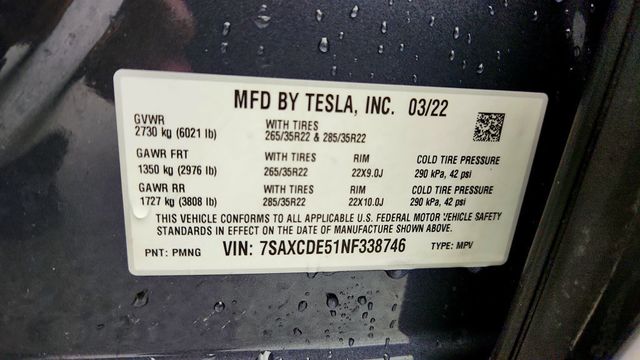 MFD BY TESLA, INC. 03/22
GVWR
2730 kg (6021 lb)
WITH TIRES
265/35R22 & 285/35R22
GAWR FRT
1350 kg (2976 lb)
WITH TIRES
265/35R22
RIM
22X9.0J
COLD TIRE PRESSURE
290 kPa, 42 psi
GAWR RR
1727 kg (3808 lb)
WITH TIRES
285/35R22
RIM
22X10.0J
COLD TIRE PRESSURE
290 kPa, 42 psi
THIS VEHICLE CONFORMS TO ALL APPLICABLE U.S. FEDERAL MOTOR VEHICLE SAFETY
STANDARDS IN EFFECT ON THE DATE OF MANUFACTURE SHOWN ABOVE.
PNT: PMNG VIN: 7SAXCDE51NF338746 TYPE: MPV